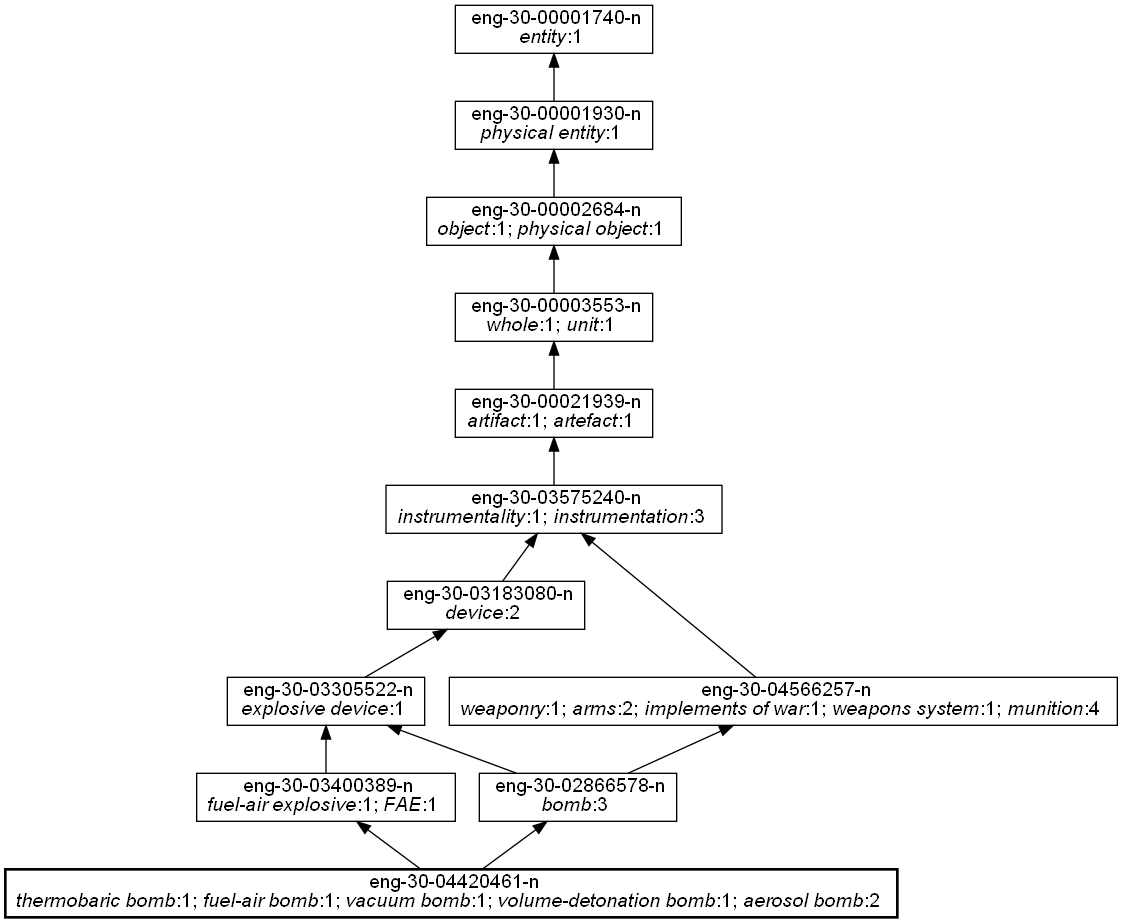 eng-30-00001740-n
entity:1
eng-30-00001930-n
physical entity:1
eng-30-00002684-n
object:1; physical object:1
eng-30-00003553-n
whole:1; unit:1
eng-30-00021939-n
artifact:1; artefact:1
eng-30-03575240-n
instrumentality:1; instrumentation:3
eng-30-03183080-n
device:2
eng-30-03305522-n
explosive device:1
eng-30-04566257-n
weaponry:1; arms:2; implements of war:1; weapons system:1; munition:4
eng-30-03400389-n
fuel-air explosive:1; FAE:1
eng-30-02866578-n
bomb:3
eng-30-04420461-n
thermobaric bomb:1; fuel-air bomb:1; vacuum bomb:1; volume-detonation bomb:1; aerosol bomb:2